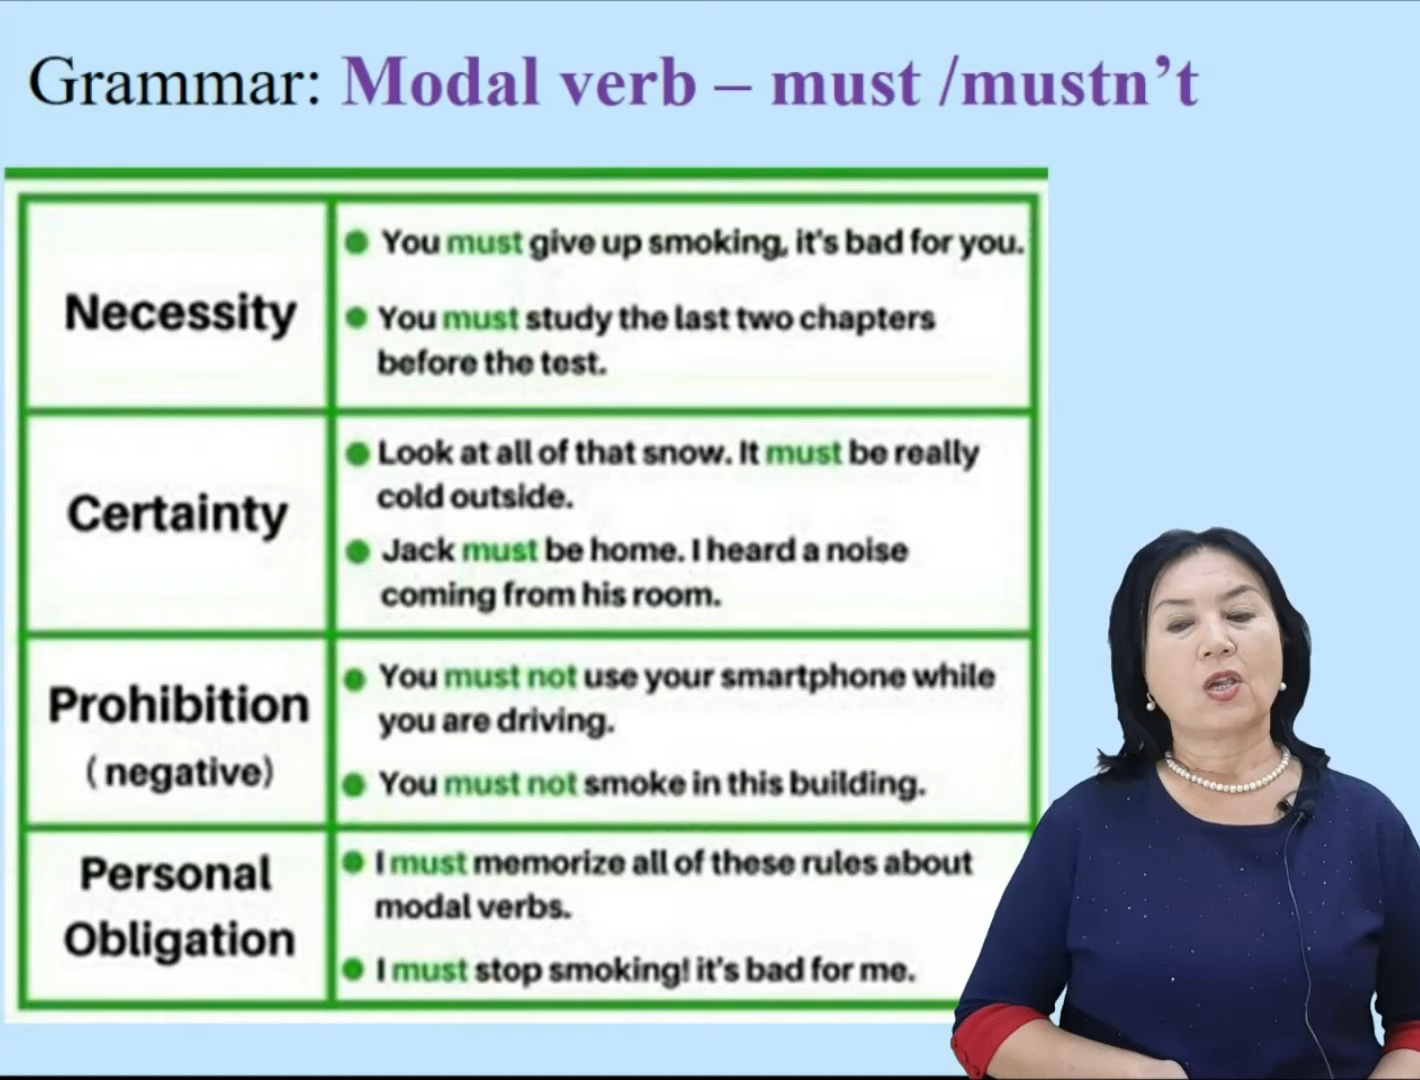 Grammar: Modal verb – must /mustn’t
Necessity
You must give up smoking, it's bad for you.
You must study the last two chapters
before the test.
Certainty
Look at all of that snow. It must be really
cold outside.
Jack must be home. I heard a noise
coming from his room.
Prohibition
( negative)
You must not use your smartphone while
you are driving.
You must not smoke in this building.
Personal
Obligation
I must memorize all of these rules about
modal verbs.
I must stop smoking! it's bad for me.